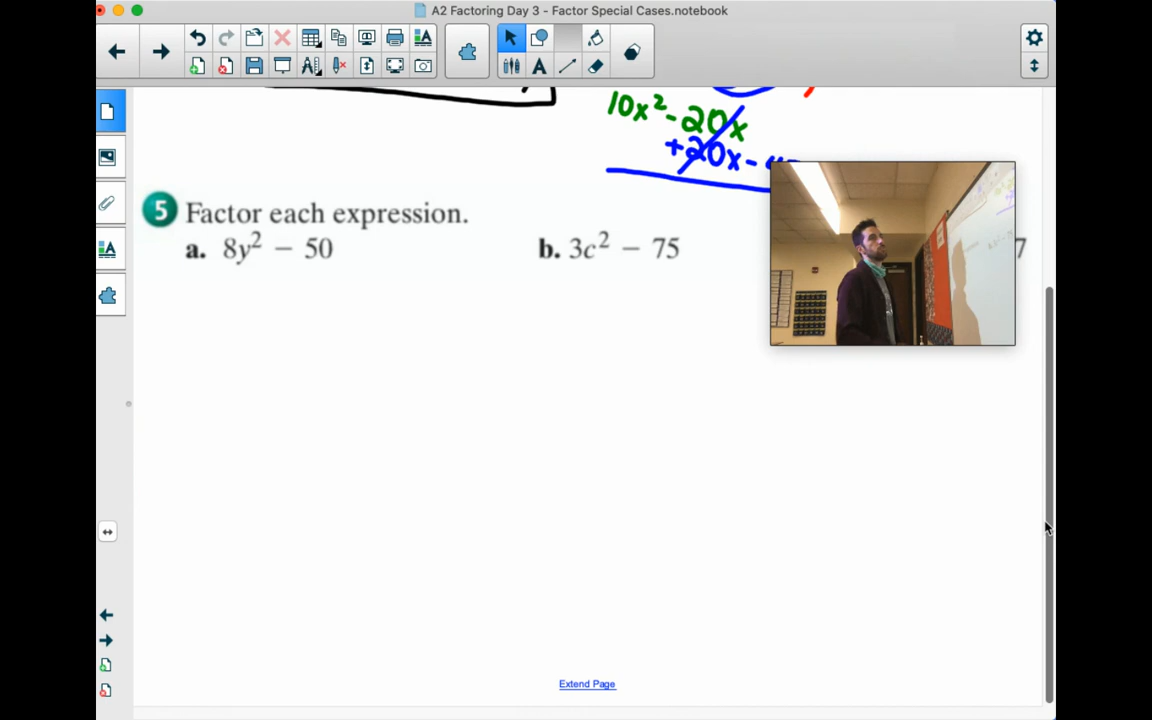 A2 Factoring Day 3 - Factor Special Cases.notebook
10x² - 20x
+20x -
5 Factor each expression.
a. 8y² − 50 b. 3c² − 75 7
Extend Page